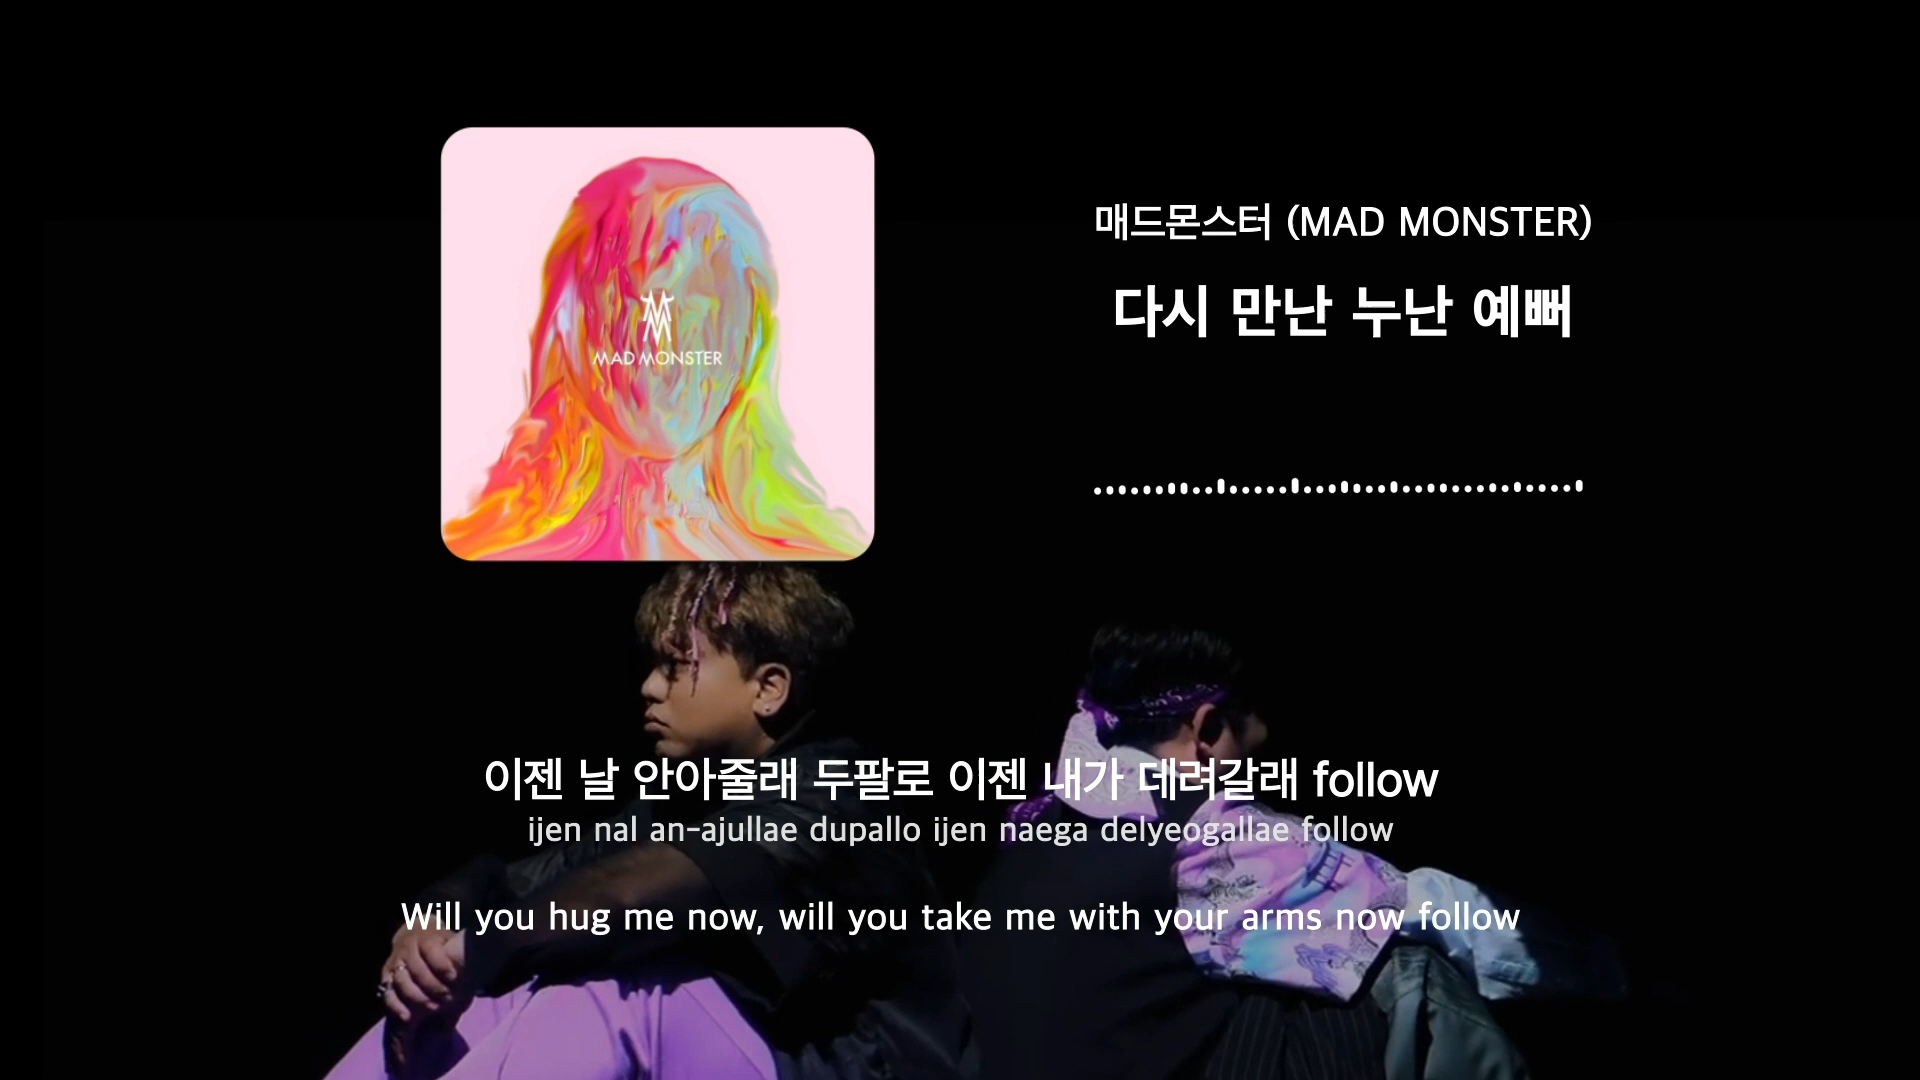 MAD MONSTER
매드몬스터 (MAD MONSTER)
다시 만난 누난 예뻐
이젠 날 안아줄래 두팔로 이젠 내가 데려갈래 follow
ijen nal an-ajullae dupallo ijen naega delyeogallae follow
Will you hug me now, will you take me with your arms now follow